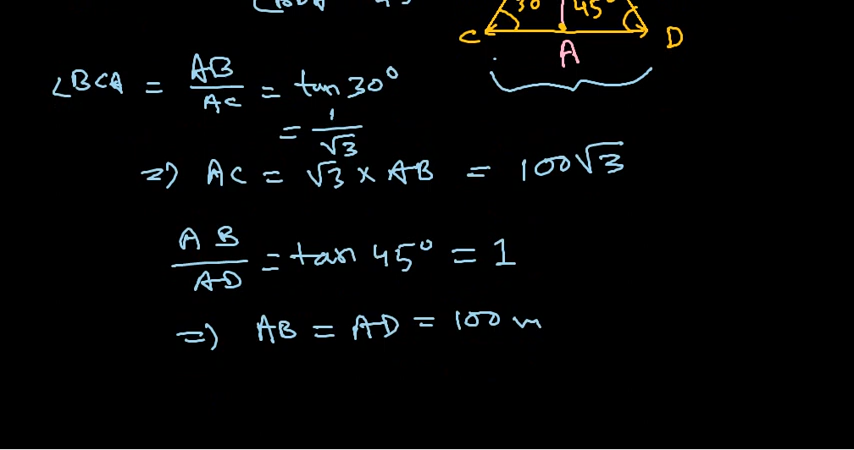 30 45°
C A D
∠BCA = AB/AC = tan 30°
= 1/√3
=> AC = √3 × AB = 100√3
AB/AD = tan 45° = 1
=> AB = AD = 100 m